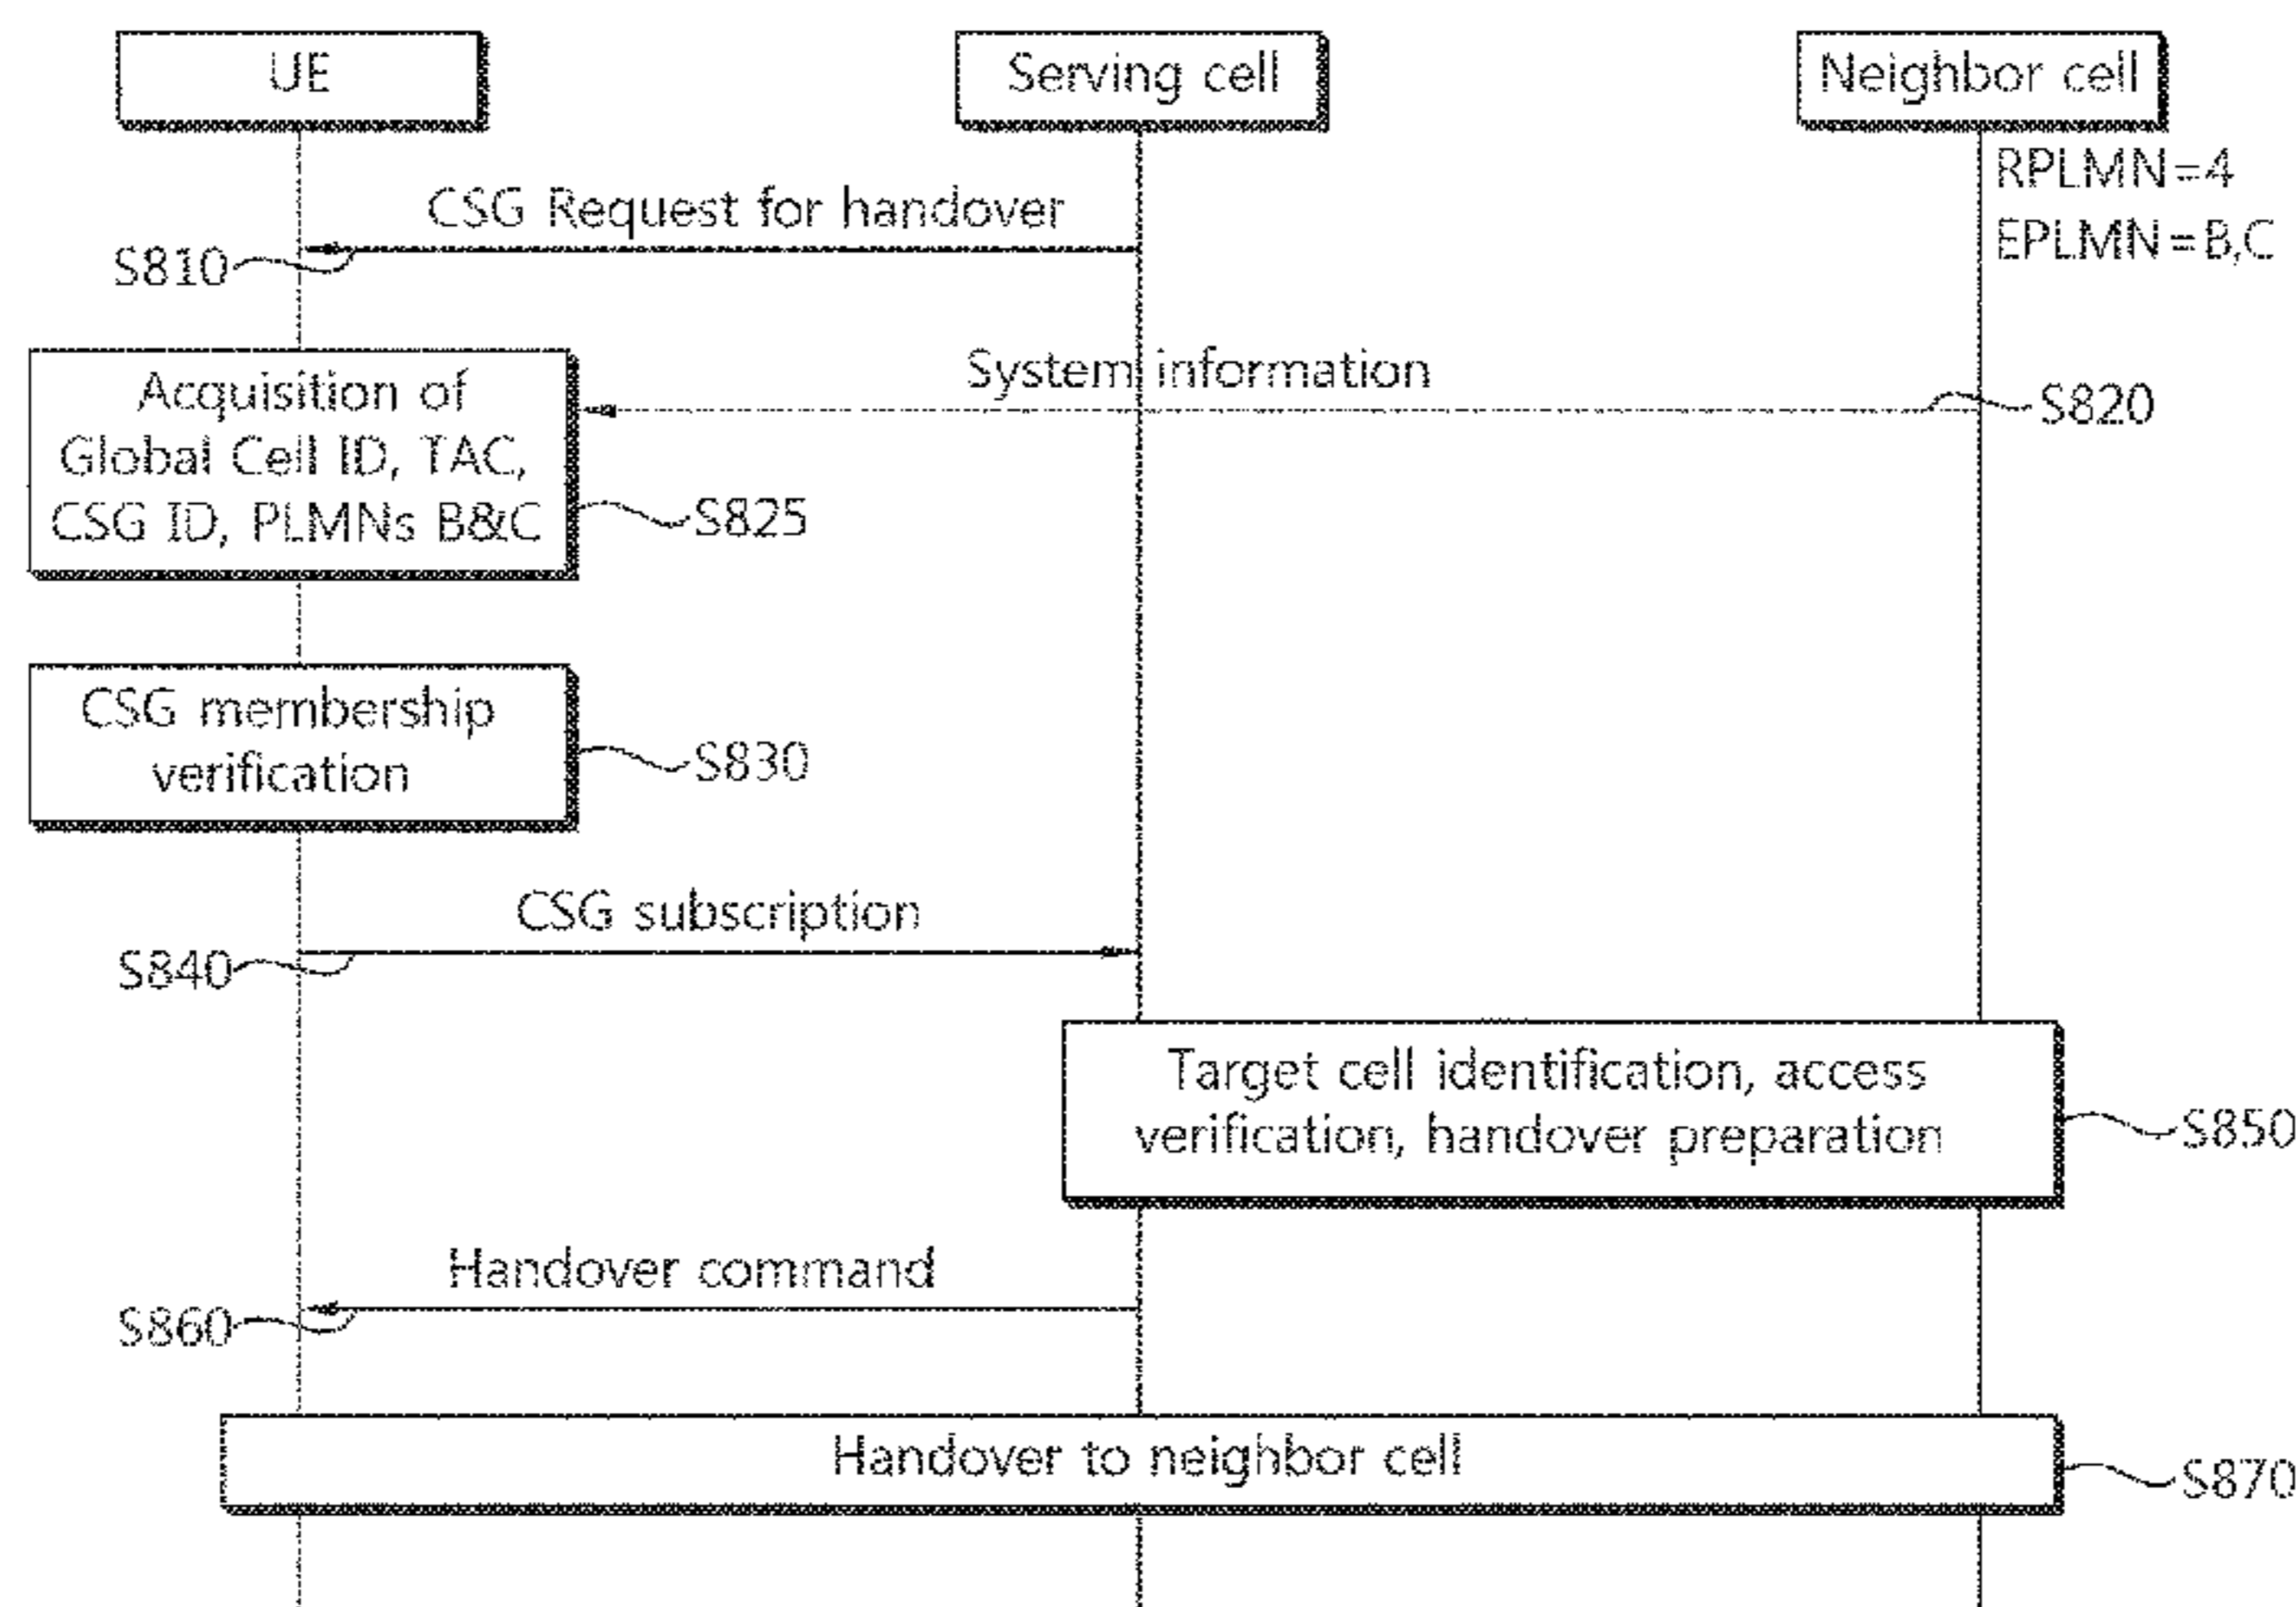 UE
Serving cell
Neighbor cell
RPLMN=4
EPLMN=B,C
CSG Request for handover
S810
System information
S820
Acquisition of
Global Cell ID, TAC,
CSG ID, PLMNs B&C
S825
CSG membership
verification
S830
CSG subscription
S840
Target cell identification, access
verification, handover preparation
S850
Handover command
S860
Handover to neighbor cell
S870